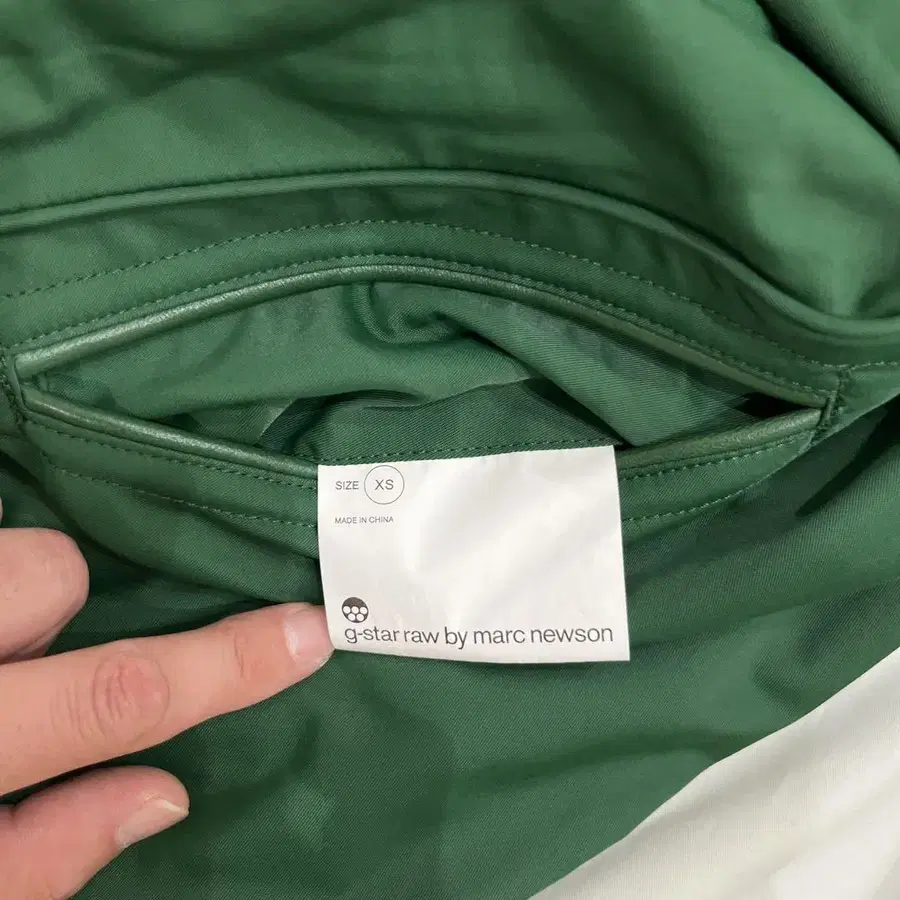 SIZE XS
MADE IN CHINA
g-star raw by marc newson